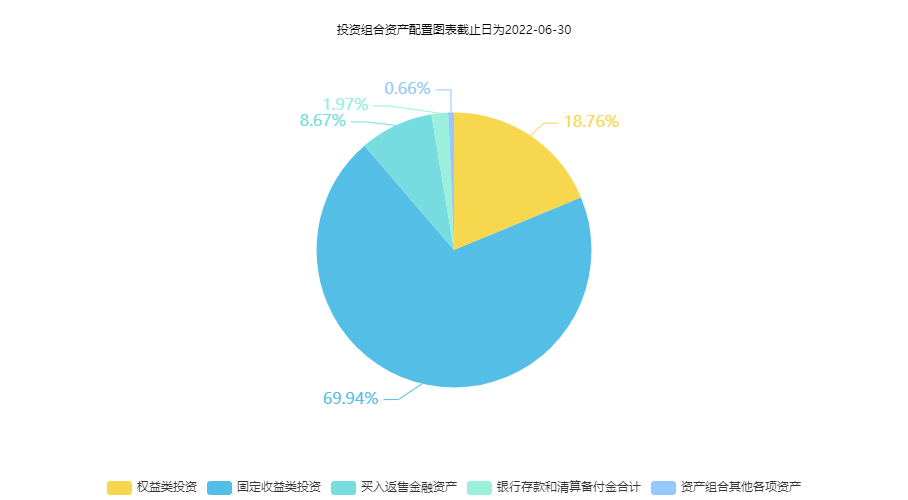 投资组合资产配置图表截止日为2022-06-30
0.66%
1.97%
8.67%
18.76%
69.94%
权益类投资 固定收益类投资 买入返售金融资产 银行存款和清算备付金合计 资产组合其他各项资产